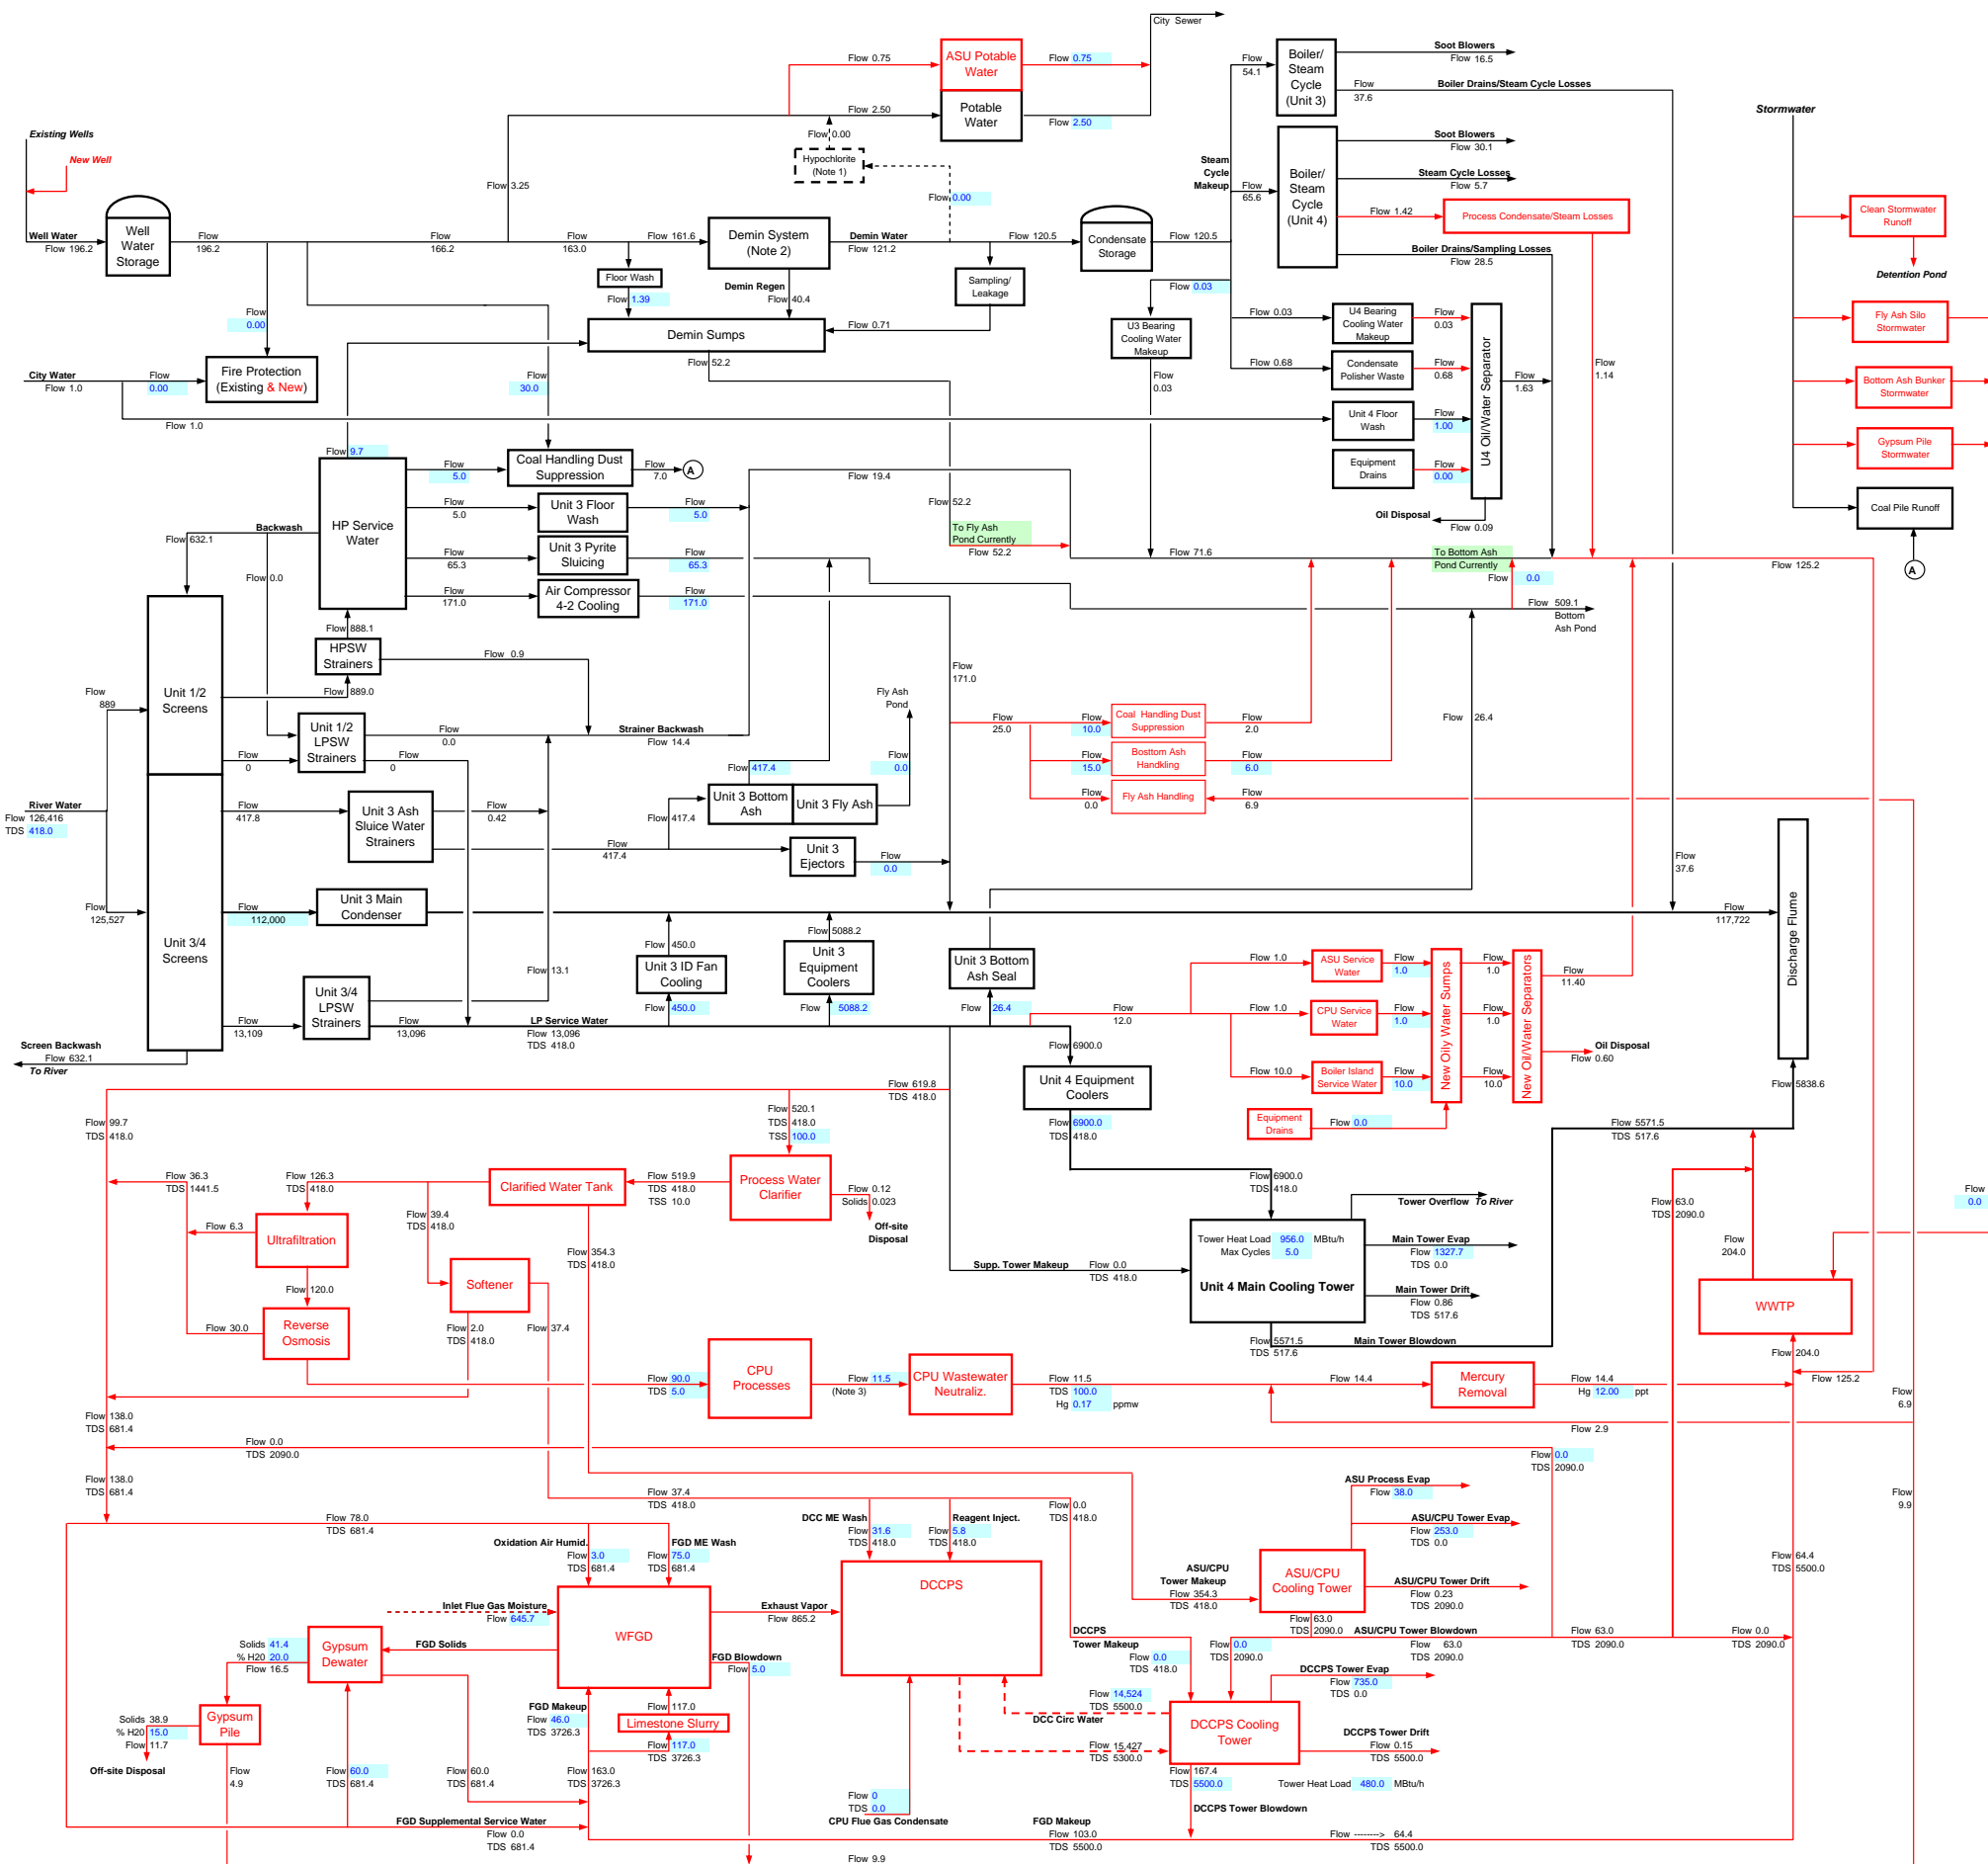 City Sewer
Flow 0.75
ASU Potable
Water
Flow 0.75
Flow 2.50
Potable
Water
Flow 2.50
Flow 0.00
Hypochlorite
(Note 1)
Flow 0.00
Flow
54.1
Boiler/
Steam
Cycle
(Unit 3)
Soot Blowers
Flow 16.5
Flow
37.6
Boiler Drains/Steam Cycle Losses
Steam
Cycle
Makeup
Flow
65.6
Boiler/
Steam
Cycle
(Unit 4)
Soot Blowers
Flow 30.1
Steam Cycle Losses
Flow 5.7
Flow 1.42
Process Condensate/Steam Losses
Boiler Drains/Sampling Losses
Flow 28.5
Stormwater
Clean Stormwater
Runoff
Detention Pond
Fly Ash Silo
Stormwater
Bottom Ash Bunker
Stormwater
Gypsum Pile
Stormwater
Coal Pile Runoff
A
Existing Wells
New Well
Well Water
Flow 196.2
Well
Water
Storage
Flow
196.2
Flow
166.2
Flow 3.25
Flow
163.0
Flow 161.6
Demin System
(Note 2)
Demin Water
Flow 121.2
Flow 120.5
Condensate
Storage
Flow 120.5
Floor Wash
Flow 1.39
Demin Regen
Flow 40.4
Sampling/
Leakage
Flow 0.71
Demin Sumps
Flow
52.2
Flow
0.00
City Water
Flow 1.0
Flow
0.00
Fire Protection
(Existing & New)
Flow
30.0
Flow 1.0
Flow 0.03
U3 Bearing
Cooling Water
Makeup
Flow
0.03
Flow 0.03
U4 Bearing
Cooling Water
Makeup
Flow
0.03
Flow 0.68
Condensate
Polisher Waste
Flow
0.68
Unit 4 Floor
Wash
Flow
1.00
Equipment
Drains
Flow
0.00
U4 Oil/Water Separator
Flow
1.63
Oil Disposal
Flow 0.09
Flow
1.14
Flow 9.7
HP Service
Water
Flow
5.0
Coal Handling Dust
Suppression
Flow
7.0
A
Flow
5.0
Unit 3 Floor
Wash
Flow
5.0
Flow
65.3
Unit 3 Pyrite
Sluicing
Flow
65.3
Flow
171.0
Air Compressor
4-2 Cooling
Flow
171.0
Backwash
Flow 632.1
Flow 0.0
Flow 19.4
Flow
52.2
To Fly Ash
Pond Currently
Flow 52.2
Flow 71.6
To Bottom Ash
Pond Currently
Flow 0.0
Flow 125.2
Flow 509.1
Bottom
Ash Pond
Flow 888.1
HPSW
Strainers
Flow 0.9
Flow 889.0
Unit 1/2
Screens
Flow
889
Unit 1/2
LPSW
Strainers
Flow
0.0
Flow
0
Flow
0
Strainer Backwash
Flow 14.4
Flow
171.0
Fly Ash
Pond
Flow
0.0
Flow 417.4
Unit 3 Bottom
Ash
Unit 3 Fly Ash
Flow
25.0
Flow
10.0
Coal Handling Dust
Suppression
Flow
2.0
Flow
15.0
Bosttom Ash
Handkling
Flow
6.0
Flow
0.0
Fly Ash Handling
Flow
6.9
Flow 26.4
River Water
Flow 126,416
TDS 418.0
Flow
417.8
Unit 3 Ash
Sluice Water
Strainers
Flow
0.42
Flow
417.4
Flow
417.4
Unit 3
Ejectors
Flow
0.0
Flow
125,527
Unit 3/4
Screens
Flow
112,000
Unit 3 Main
Condenser
Flow
117,722
Flow
37.6
Discharge Flume
Flow
450.0
Unit 3 ID Fan
Cooling
Flow
450.0
Flow 5088.2
Unit 3
Equipment
Coolers
Flow 5088.2
Unit 3 Bottom
Ash Seal
Flow
26.4
Flow 13.1
Unit 3/4
LPSW
Strainers
Flow
13,109
Flow
13,096
LP Service Water
Flow 13,096
TDS 418.0
Screen Backwash
Flow 632.1
To River
Flow
12.0
Flow 1.0
ASU Service
Water
Flow
1.0
Flow 1.0
CPU Service
Water
Flow
1.0
Flow 10.0
Boiler Island
Service Water
Flow
10.0
Equipment
Drains
Flow 0.0
New Oily Water Sumps
Flow
1.0
Flow
1.0
Flow
10.0
New Oil/Water Separators
Flow
11.40
Oil Disposal
Flow 0.60
Flow 6900.0
Unit 4 Equipment
Coolers
Flow 6900.0
TDS 418.0
Flow 5838.6
Flow 5571.5
TDS 517.6
Flow 619.8
TDS 418.0
Flow 99.7
TDS 418.0
Flow 520.1
TDS 418.0
TSS 100.0
Process Water
Clarifier
Flow 519.9
TDS 418.0
TSS 10.0
Clarified Water Tank
Flow 0.12
Solids 0.023
Off-site
Disposal
Flow 36.3
TDS 1441.5
Flow 126.3
TDS 418.0
Flow 39.4
TDS 418.0
Flow 6.3
Ultrafiltration
Flow 120.0
Flow 30.0
Reverse
Osmosis
Softener
Flow 2.0
TDS 418.0
Flow 37.4
Flow 354.3
TDS 418.0
Flow 6900.0
TDS 418.0
Tower Overflow To River
Tower Heat Load 956.0 MBtu/h
Max Cycles 5.0
Unit 4 Main Cooling Tower
Main Tower Evap
Flow 1327.7
TDS 0.0
Main Tower Drift
Flow 0.86
TDS 517.6
Supp. Tower Makeup Flow 0.0
TDS 418.0
Flow 5571.5
TDS 517.6
Main Tower Blowdown
Flow 63.0
TDS 2090.0
Flow
204.0
WWTP
Flow 204.0
Flow
0.0
Flow 125.2
Flow 90.0
TDS 5.0
CPU
Processes
Flow 11.5
(Note 3)
CPU Wastewater
Neutraliz.
Flow 11.5
TDS 100.0
Hg 0.17 ppmw
Flow 14.4
Mercury
Removal
Flow 14.4
Hg 12.00 ppt
Flow 2.9
Flow
6.9
Flow 138.0
TDS 681.4
Flow 0.0
TDS 2090.0
Flow 0.0
TDS 2090.0
Flow 138.0
TDS 681.4
Flow 37.4
TDS 418.0
Flow 0.0
TDS 418.0
Flow
9.9
Flow 78.0
TDS 681.4
Oxidation Air Humid.
Flow 3.0
TDS 681.4
FGD ME Wash
Flow 75.0
TDS 681.4
DCC ME Wash
Flow 31.6
TDS 418.0
Reagent Inject.
Flow 5.8
TDS 418.0
DCCPS
ASU Process Evap
Flow 38.0
ASU/CPU Tower Evap
Flow 253.0
TDS 0.0
ASU/CPU
Tower Makeup
Flow 354.3
TDS 418.0
ASU/CPU
Cooling Tower
ASU/CPU Tower Drift
Flow 0.23
TDS 2090.0
Flow 64.4
TDS 5500.0
Flow 63.0
TDS 2090.0
ASU/CPU Tower Blowdown
Flow 63.0
TDS 2090.0
Flow 63.0
TDS 2090.0
Flow 0.0
TDS 2090.0
Inlet Flue Gas Moisture
Flow 645.7
WFGD
Exhaust Vapor
Flow 865.2
FGD Solids
Solids 41.4
% H20 20.0
Flow 16.5
Gypsum
Dewater
FGD Blowdown
Flow 5.0
DCCPS
Tower Makeup
Flow 0.0
TDS 418.0
Flow 0.0
TDS 2090.0
DCCPS Tower Evap
Flow 735.0
TDS 0.0
FGD Makeup
Flow 46.0
TDS 3726.3
Flow 117.0
Limestone Slurry
Flow 117.0
TDS 3726.3
Flow 14,524
TDS 5500.0
DCC Circ Water
Flow 15,427
TDS 5300.0
DCCPS Cooling
Tower
DCCPS Tower Drift
Flow 0.15
TDS 5500.0
Tower Heat Load 480.0 MBtu/h
Solids 38.9
% H20 15.0
Flow 11.7
Gypsum
Pile
Off-site Disposal
Flow
4.9
Flow 60.0
TDS 681.4
Flow 60.0
TDS 681.4
Flow 163.0
TDS 3726.3
Flow 0
TDS 0.0
CPU Flue Gas Condensate
Flow 167.4
TDS 5500.0
DCCPS Tower Blowdown
FGD Supplemental Service Water
Flow 0.0
TDS 681.4
FGD Makeup
Flow 103.0
TDS 5500.0
Flow --------> 64.4
TDS 5500.0
Flow 9.9